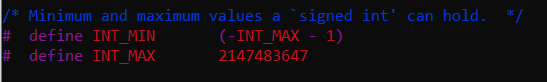 /* Minimum and maximum values a `signed int' can hold.  */
#  define INT_MIN	(-INT_MAX - 1)
#  define INT_MAX	2147483647